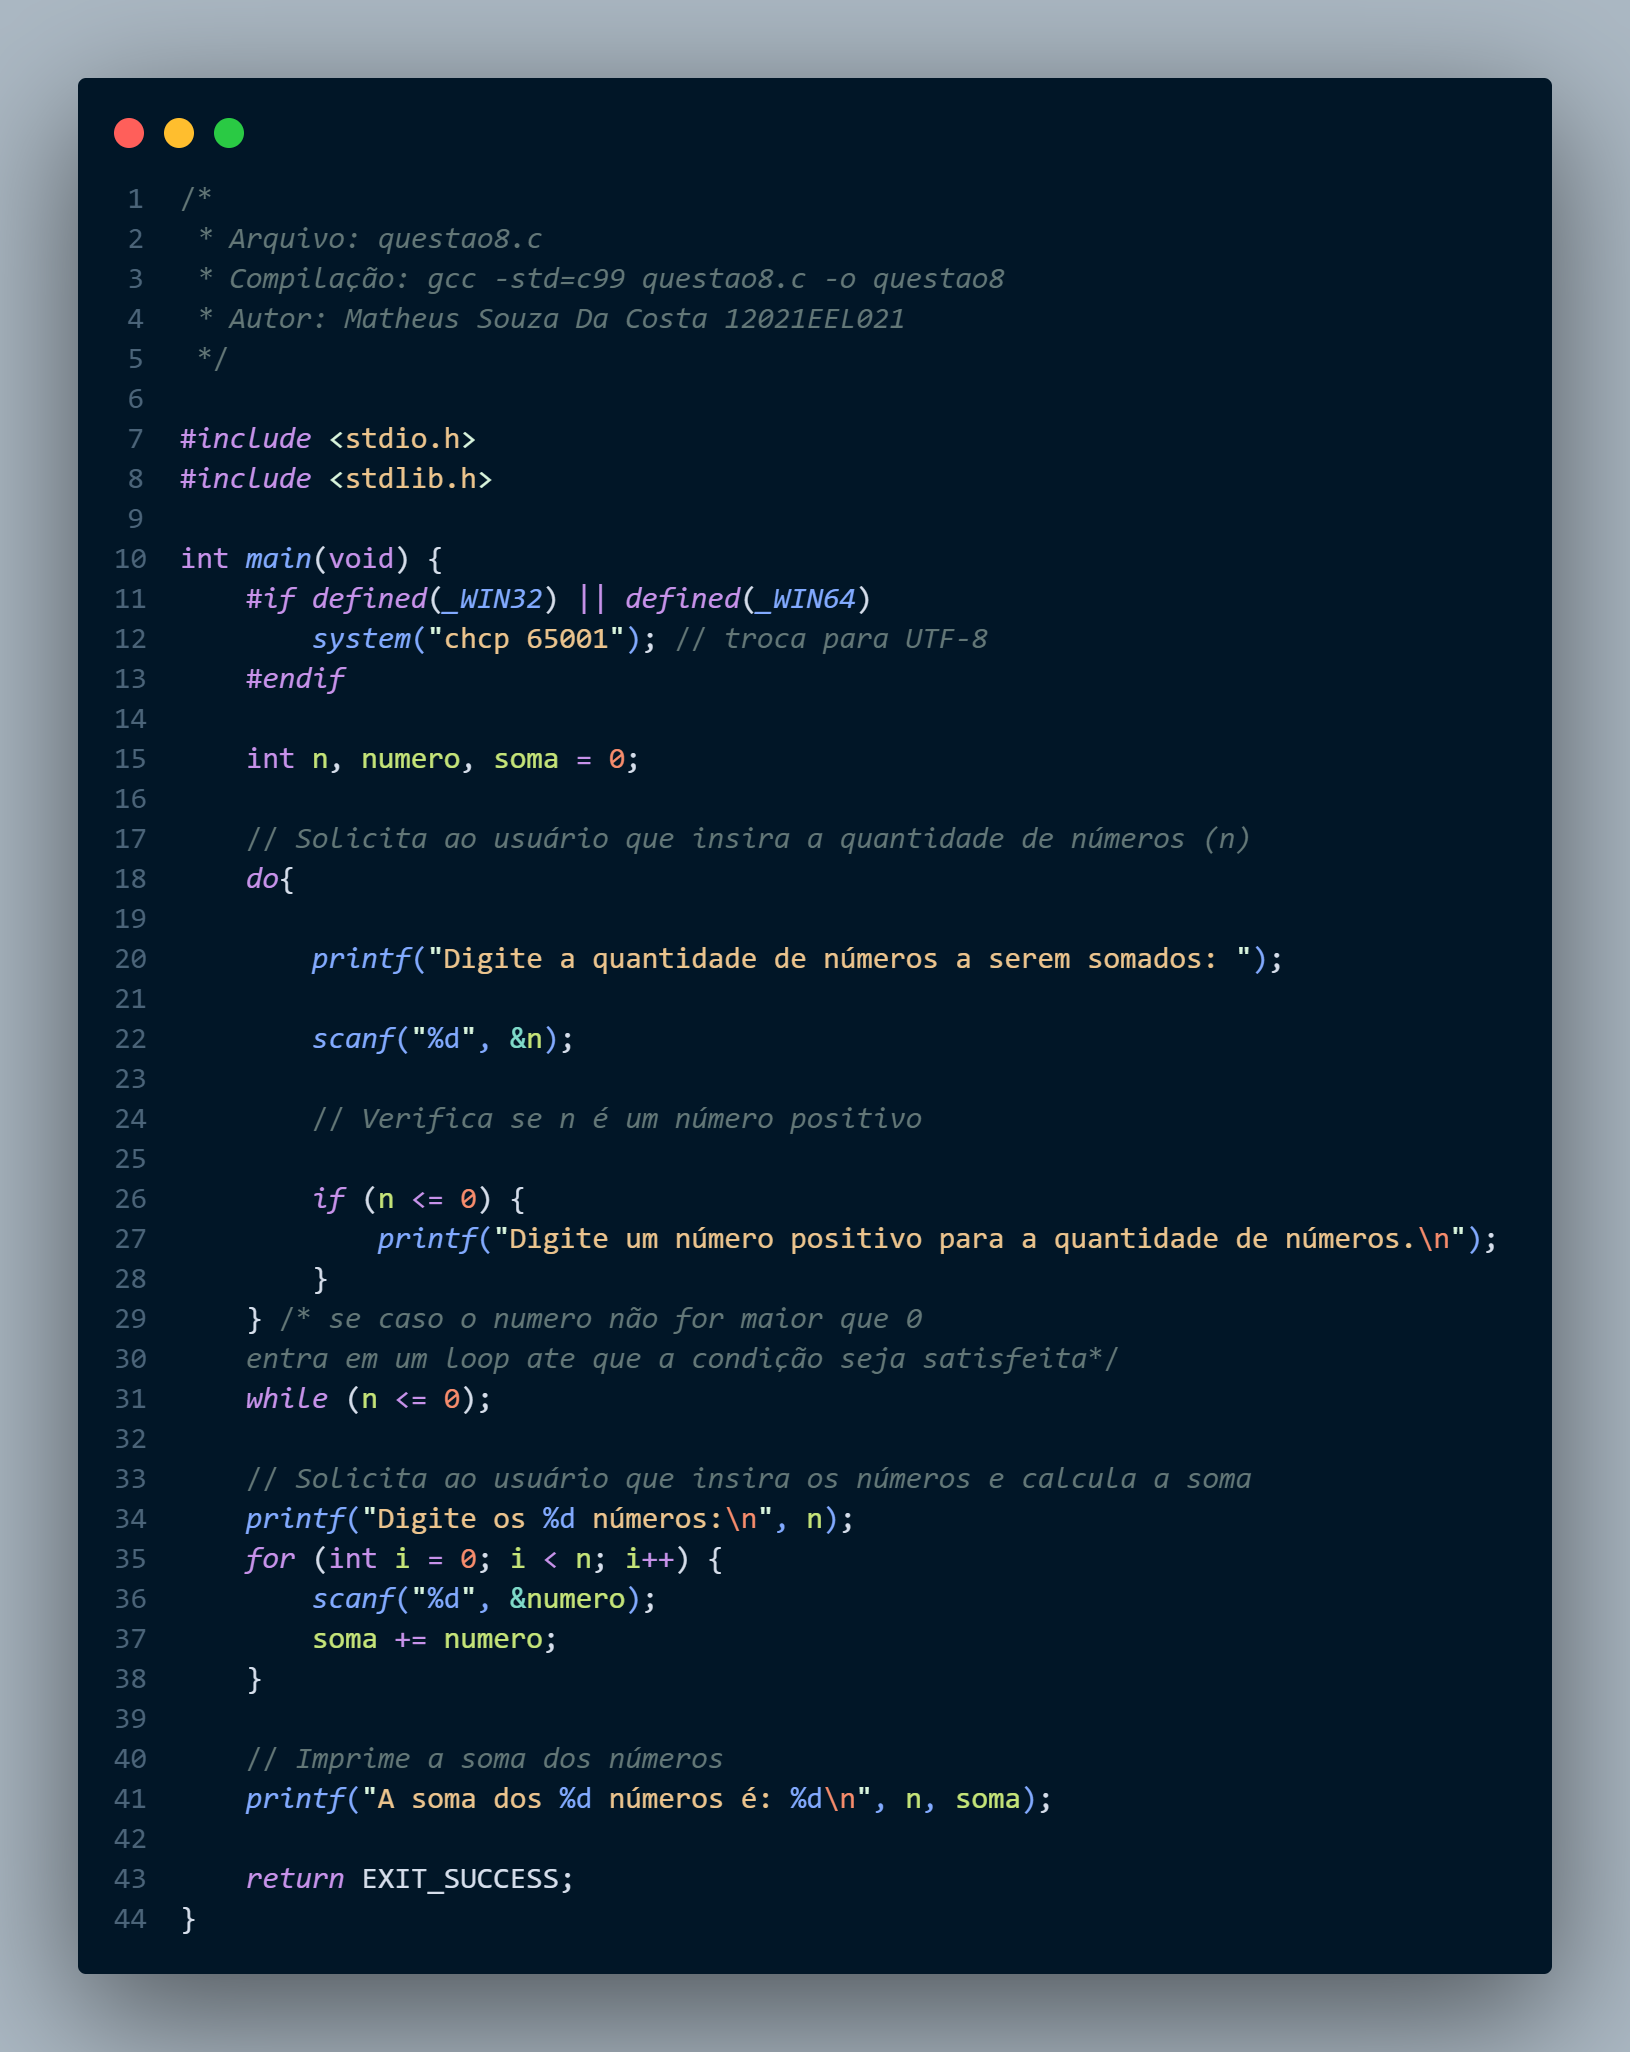 1 /*
2 * Arquivo: questao8.c
3 * Compilação: gcc -std=c99 questao8.c -o questao8
4 * Autor: Matheus Souza Da Costa 12021EEL021
5 */
6
7 #include <stdio.h>
8 #include <stdlib.h>
9
10 int main(void) {
11 #if defined(_WIN32) || defined(_WIN64)
12 system("chcp 65001"); // troca para UTF-8
13 #endif
14
15 int n, numero, soma = 0;
16
17 // Solicita ao usuário que insira a quantidade de números (n)
18 do{
19
20 printf("Digite a quantidade de números a serem somados: ");
21
22 scanf("%d", &n);
23
24 // Verifica se n é um número positivo
25
26 if (n <= 0) {
27 printf("Digite um número positivo para a quantidade de números.\n");
28 }
29 } /* se caso o numero não for maior que 0
30 entra em um loop ate que a condição seja satisfeita*/
31 while (n <= 0);
32
33 // Solicita ao usuário que insira os números e calcula a soma
34 printf("Digite os %d números:\n", n);
35 for (int i = 0; i < n; i++) {
36 scanf("%d", &numero);
37 soma += numero;
38 }
39
40 // Imprime a soma dos números
41 printf("A soma dos %d números é: %d\n", n, soma);
42
43 return EXIT_SUCCESS;
44 }